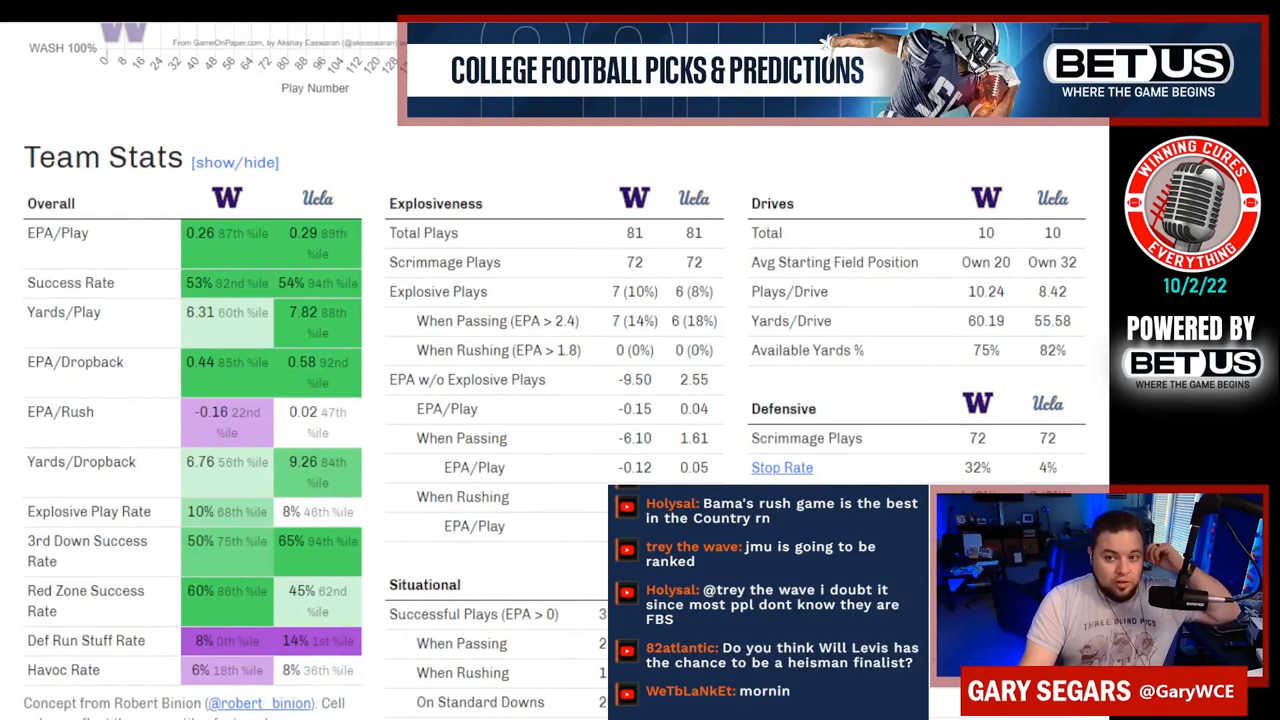 WASH 100%
0 8 16 24 32 40 48 56 64 72 80 88 96 104 112 120 128
From GameOnPaper.com, by Akshay Easwaran (@akeaswaran)
Play Number
COLLEGE FOOTBALL PICKS & PREDICTIONS
BETUS
WHERE THE GAME BEGINS
WINNING CURES
EVERYTHING
10/2/22
POWERED BY
BETUS
WHERE THE GAME BEGINS
Team Stats [show/hide]
Overall W Ucla
EPA/Play 0.26 87th %ile 0.29 89th
%ile
Success Rate 53% 92nd %ile 54% 94th %ile
Yards/Play 6.31 60th %ile 7.82 88th
%ile
EPA/Dropback 0.44 85th %ile 0.58 92nd
%ile
EPA/Rush -0.16 22nd 0.02 47th
%ile %ile
Yards/Dropback 6.76 56th %ile 9.26 84th
%ile
Explosive Play Rate 10% 68th %ile 8% 46th %ile
3rd Down Success 50% 75th %ile 65% 94th %ile
Rate
Red Zone Success 60% 86th %ile 45% 62nd
Rate %ile
Def Run Stuff Rate 8% 0th %ile 14% 1st %ile
Havoc Rate 6% 18th %ile 8% 36th %ile
Concept from Robert Binion (@robert_binion). Cell
Explosiveness W Ucla
Total Plays 81 81
Scrimmage Plays 72 72
Explosive Plays 7 (10%) 6 (8%)
When Passing (EPA > 2.4) 7 (14%) 6 (18%)
When Rushing (EPA > 1.8) 0 (0%) 0 (0%)
EPA w/o Explosive Plays -9.50 2.55
EPA/Play -0.15 0.04
When Passing -6.10 1.61
EPA/Play -0.12 0.05
When Rushing
EPA/Play
Situational
Successful Plays (EPA > 0) 3
When Passing 2
When Rushing 1
On Standard Downs 2
Drives W Ucla
Total 10 10
Avg Starting Field Position Own 20 Own 32
Plays/Drive 10.24 8.42
Yards/Drive 60.19 55.58
Available Yards % 75% 82%
Defensive W Ucla
Scrimmage Plays 72 72
Stop Rate 32% 4%
Holysal: Bama's rush game is the best
in the Country rn
trey the wave: jmu is going to be
ranked
Holysal: @trey the wave i doubt it
since most ppl dont know they are
FBS
82atlantic: Do you think Will Levis has
the chance to be a heisman finalist?
WeTbLaNkEt: mornin
THREE BLIND PIGS
GARY SEGARS @GaryWCE